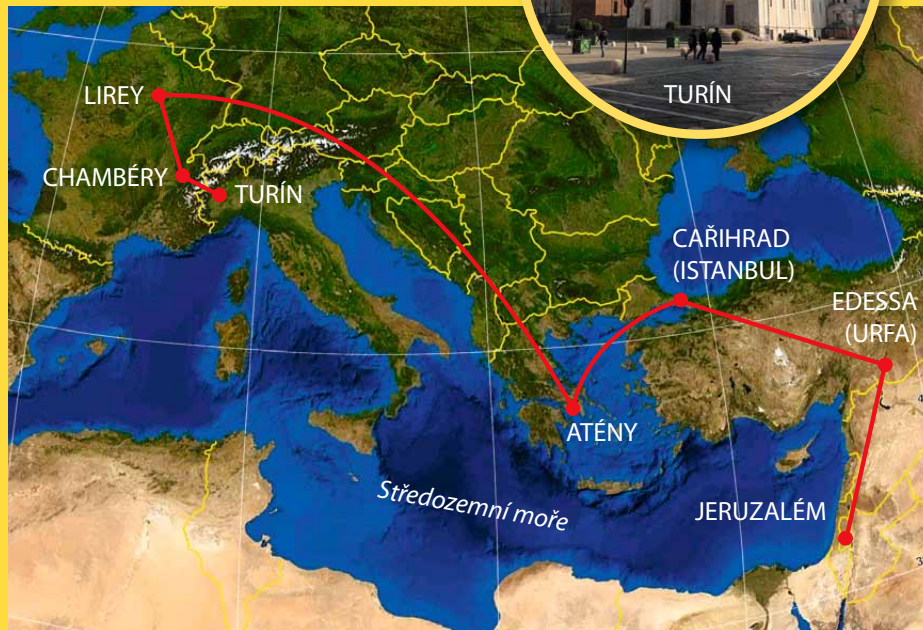 TURÍN
LIREY
CHAMBÉRY
TURÍN
CAŘIHRAD
(ISTANBUL)
EDESSA
(URFA)
ATÉNY
Středozemní moře
JERUZALÉM